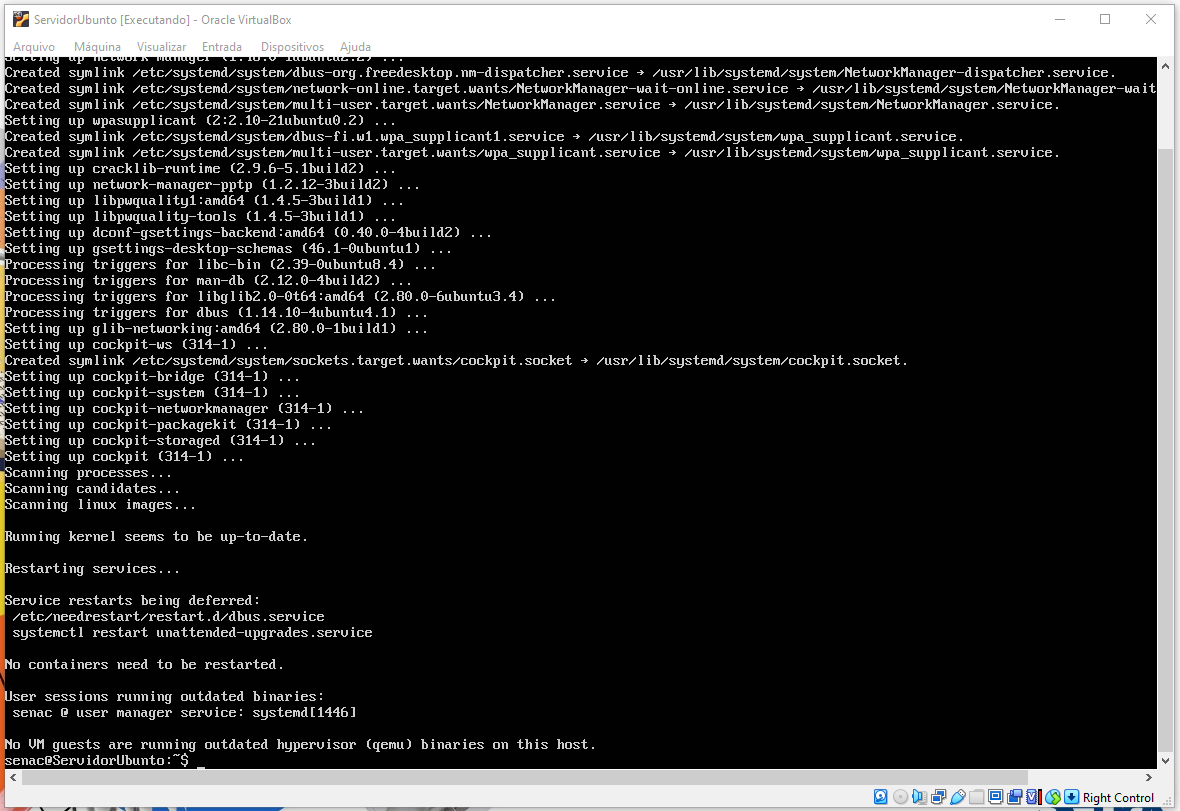 ServidorUbunto [Executando] - Oracle VirtualBox
Arquivo Máquina Visualizar Entrada Dispositivos Ajuda
Setting up network-manager (1.46.0-1ubuntu2.2) ...
Created symlink /etc/systemd/system/dbus-org.freedesktop.nm-dispatcher.service → /usr/lib/systemd/system/NetworkManager-dispatcher.service.
Created symlink /etc/systemd/system/network-online.target.wants/NetworkManager-wait-online.service → /usr/lib/systemd/system/NetworkManager-wait
Created symlink /etc/systemd/system/multi-user.target.wants/NetworkManager.service → /usr/lib/systemd/system/NetworkManager.service.
Setting up wpasupplicant (2:2.10-21ubuntu0.2) ...
Created symlink /etc/systemd/system/dbus-fi.w1.wpa_supplicant1.service → /usr/lib/systemd/system/wpa_supplicant.service.
Created symlink /etc/systemd/system/multi-user.target.wants/wpa_supplicant.service → /usr/lib/systemd/system/wpa_supplicant.service.
Setting up cracklib-runtime (2.9.6-5.1build2) ...
Setting up network-manager-pptp (1.2.12-3build2) ...
Setting up libpwquality1:amd64 (1.4.5-3build1) ...
Setting up libpwquality-tools (1.4.5-3build1) ...
Setting up dconf-gsettings-backend:amd64 (0.40.0-4build2) ...
Setting up gsettings-desktop-schemas (46.1-0ubuntu1) ...
Processing triggers for libc-bin (2.39-0ubuntu8.4) ...
Processing triggers for man-db (2.12.0-4build2) ...
Processing triggers for libglib2.0-0t64:amd64 (2.80.0-6ubuntu3.4) ...
Processing triggers for dbus (1.14.10-4ubuntu4.1) ...
Setting up glib-networking:amd64 (2.80.0-1build1) ...
Setting up cockpit-ws (314-1) ...
Created symlink /etc/systemd/system/sockets.target.wants/cockpit.socket → /usr/lib/systemd/system/cockpit.socket.
Setting up cockpit-bridge (314-1) ...
Setting up cockpit-system (314-1) ...
Setting up cockpit-networkmanager (314-1) ...
Setting up cockpit-packagekit (314-1) ...
Setting up cockpit-storaged (314-1) ...
Setting up cockpit (314-1) ...
Scanning processes...
Scanning candidates...
Scanning linux images...
Running kernel seems to be up-to-date.
Restarting services...
Service restarts being deferred:
/etc/needrestart/restart.d/dbus.service
systemctl restart unattended-upgrades.service
No containers need to be restarted.
User sessions running outdated binaries:
senac @ user manager service: systemd[1446]
No VM guests are running outdated hypervisor (qemu) binaries on this host.
senac@ServidorUbunto:~$ _
Right Control